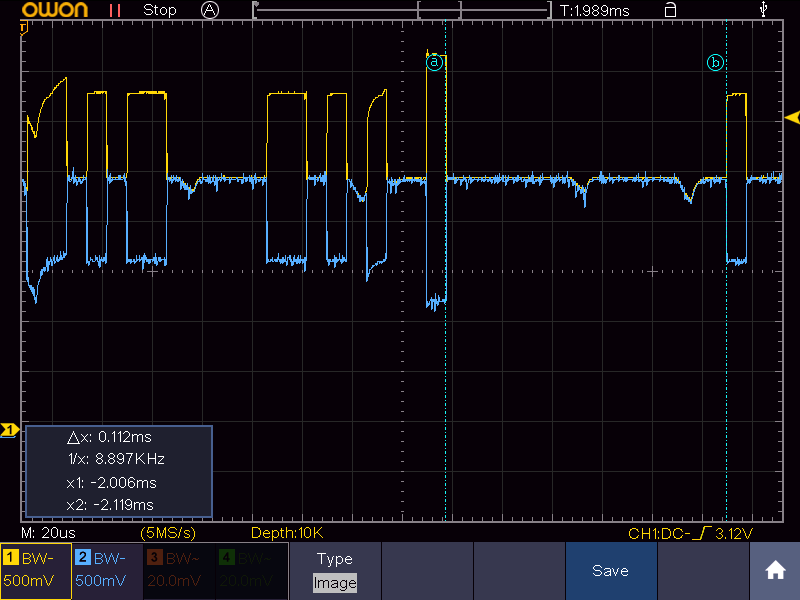 owon Stop A T:1.989ms
T
a b
1
△x: 0.112ms
1/x: 8.897KHz
x1: -2.006ms
x2: -2.119ms
M: 20us (5MS/s) Depth:10K CH1:DC- 3.12V
1 BW~ 2 BW~ 3 BW~ 4 BW~ Type
500mV 500mV 20.0mV 20.0mV Image Save